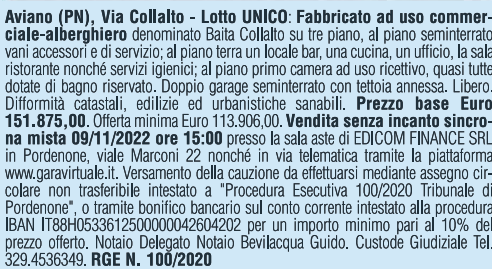 Aviano (PN), Via Collalto - Lotto UNICO: Fabbricato ad uso commer-
ciale-alberghiero denominato Baita Collalto su tre piano, al piano seminterrato
vani accessori e di servizio; al piano terra un locale bar, una cucina, un ufficio, la sala
ristorante nonché servizi igienici; al piano primo camera ad uso ricettivo, quasi tutte
dotate di bagno riservato. Doppio garage seminterrato con tettoia annessa. Libero.
Difformità catastali, edilizie ed urbanistiche sanabili. Prezzo base Euro
151.875,00. Offerta minima Euro 113.906,00. Vendita senza incanto sincro-
na mista 09/11/2022 ore 15:00 presso la sala aste di EDICOM FINANCE SRL
in Pordenone, viale Marconi 22 nonché in via telematica tramite la piattaforma
www.garavirtuale.it. Versamento della cauzione da effettuarsi mediante assegno cir-
colare non trasferibile intestato a "Procedura Esecutiva 100/2020 Tribunale di
Pordenone", o tramite bonifico bancario sul conto corrente intestato alla procedura
IBAN IT88H0533612500000042604202 per un importo minimo pari al 10% del
prezzo offerto. Notaio Delegato Notaio Bevilacqua Guido. Custode Giudiziale Tel.
329.4536349. RGE N. 100/2020